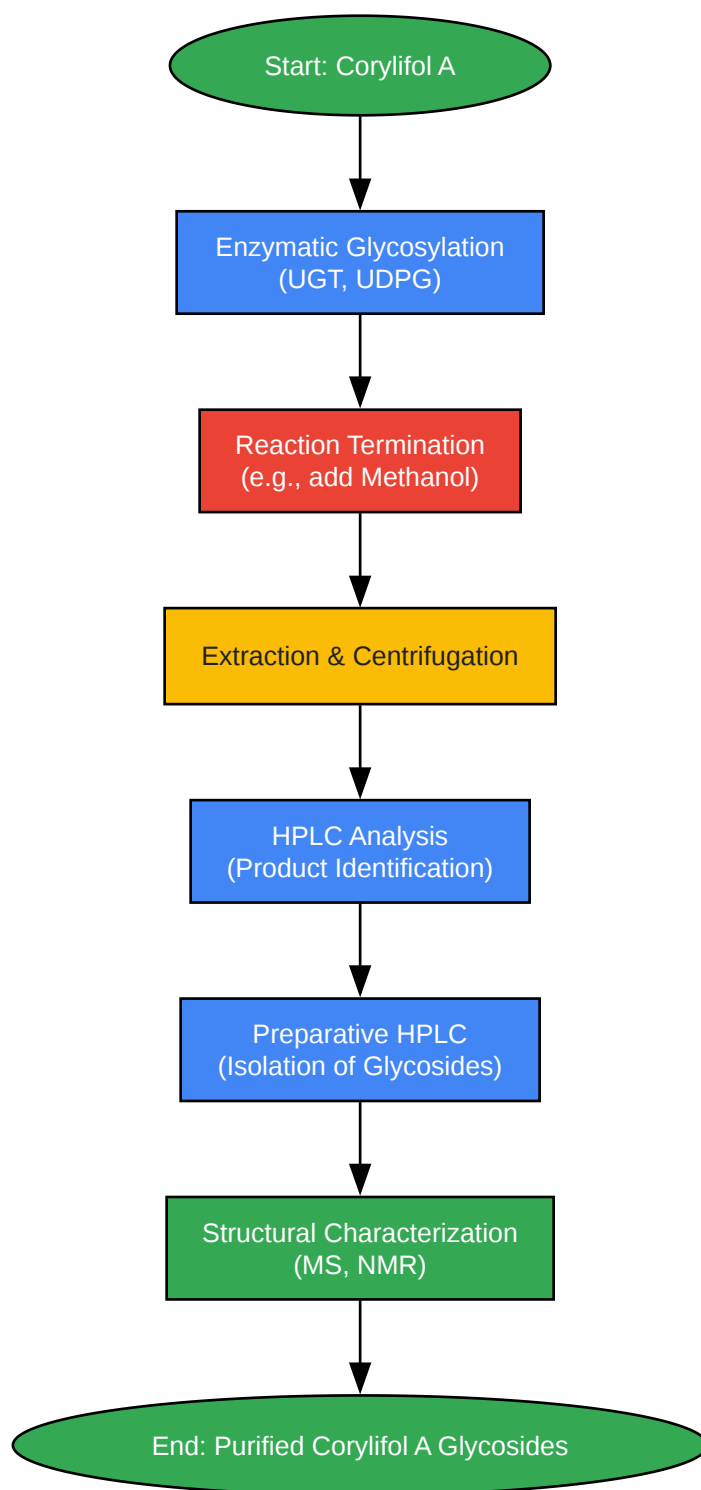 Start: Corylifol A
Enzymatic Glycosylation
(UGT, UDPG)
Reaction Termination
(e.g., add Methanol)
Extraction & Centrifugation
HPLC Analysis
(Product Identification)
Preparative HPLC
(Isolation of Glycosides)
Structural Characterization
(MS, NMR)
End: Purified Corylifol A Glycosides